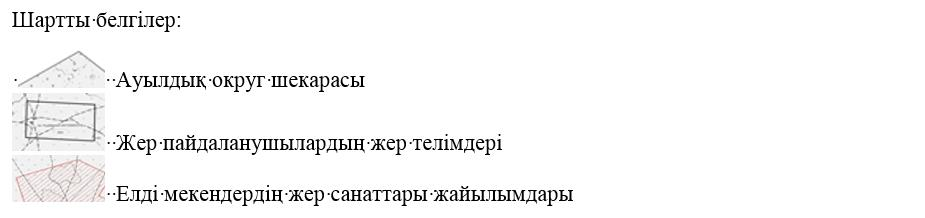 Шартты белгілер:
Ауылдық округ шекарасы
Жер пайдаланушылардың жер телімдері
Елді мекендердің жер санаттары жайылымдары